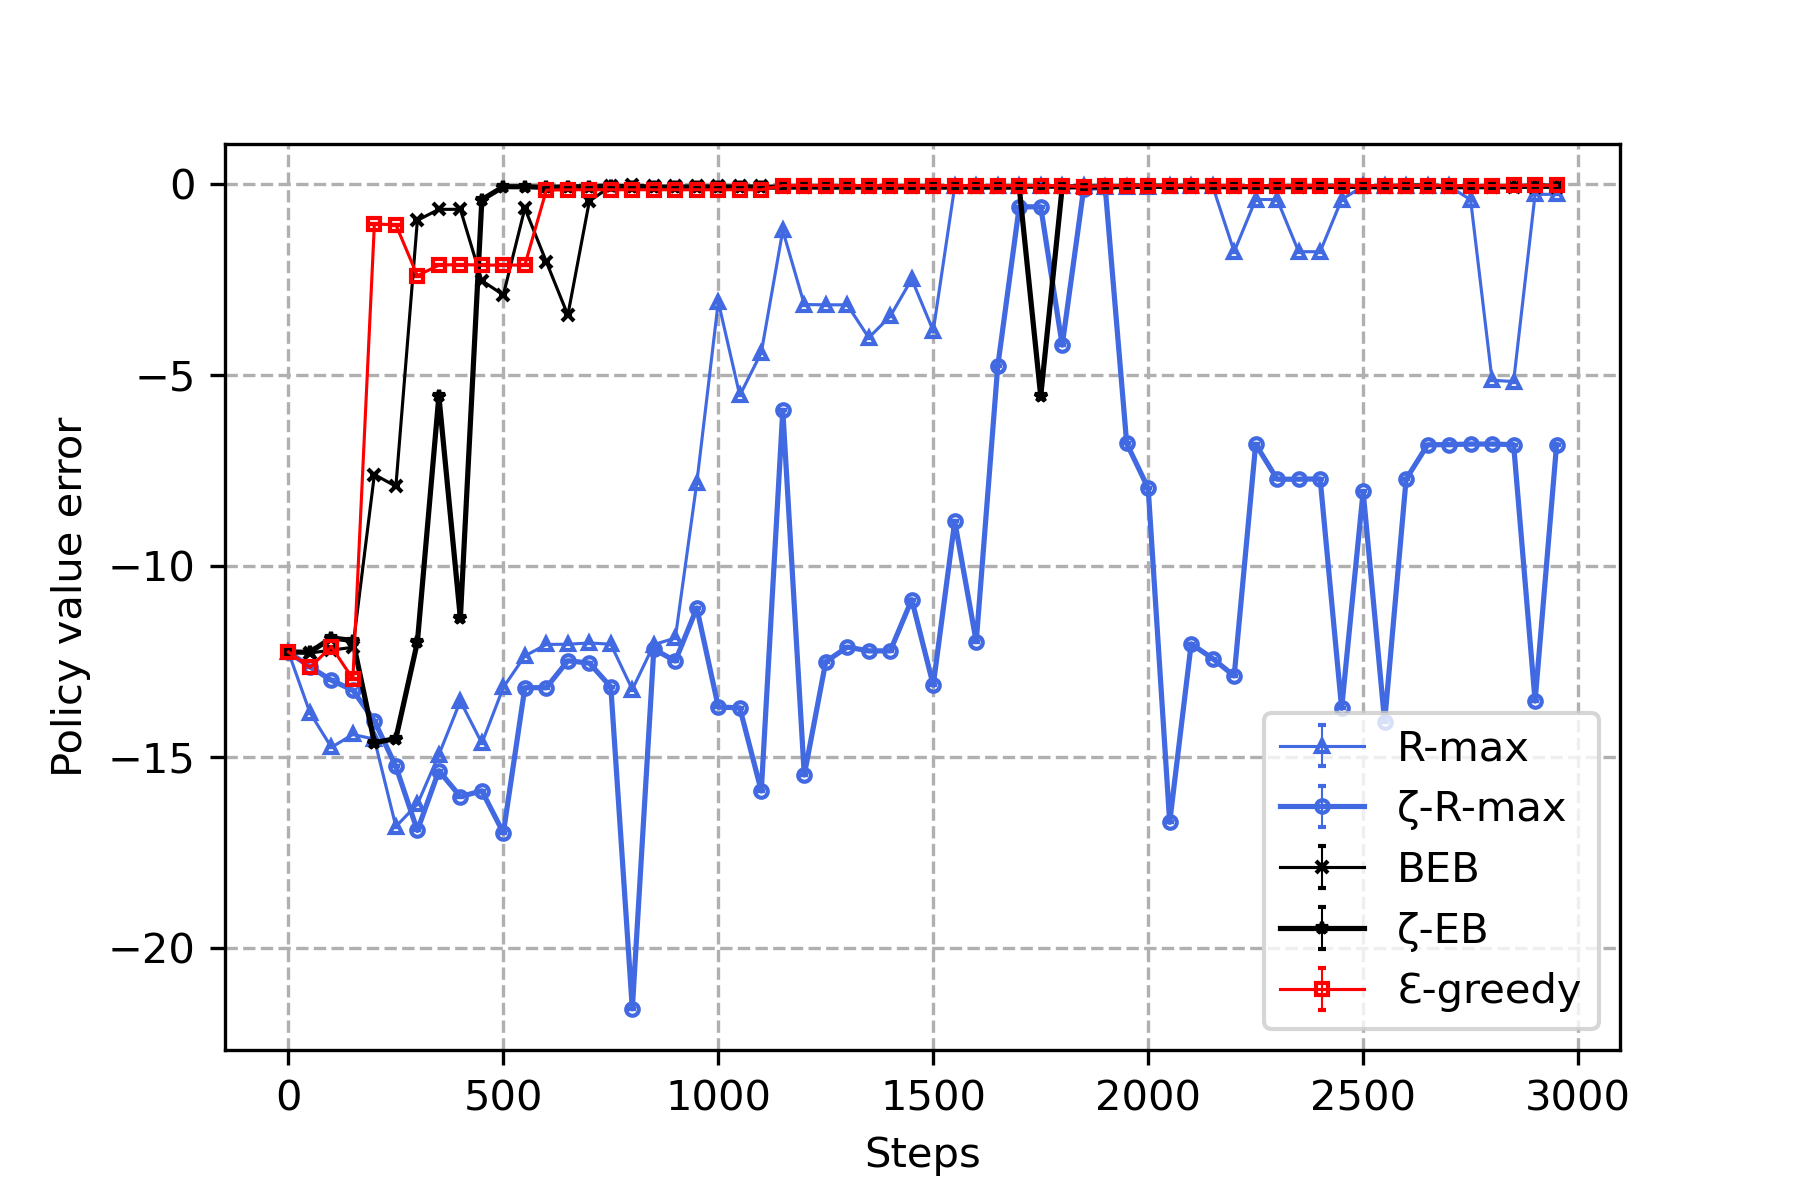 0
−5
−10
−15
−20
Policy value error
0 500 1000 1500 2000 2500 3000
Steps
R-max
ζ-R-max
BEB
ζ-EB
Ɛ-greedy